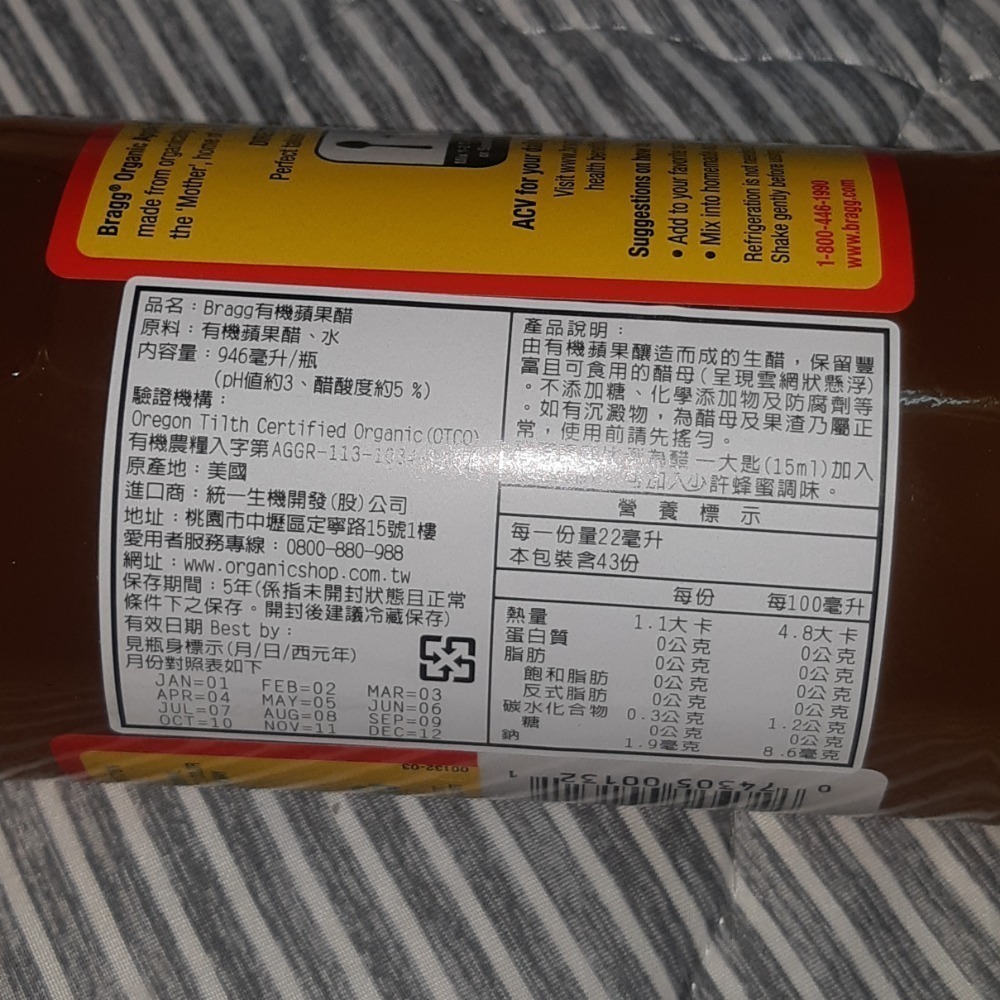 Bragg® Organic
made from organic
the 'Mother', home
Perfect
ACV for your
Visit www.
health
Suggestions on how
• Add to your favorite
• Mix into homemade
Refrigeration is not
Shake gently before
1-800-446-1990
www.bragg.com
品名：Bragg有機蘋果醋
原料：有機蘋果醋、水
內容量：946毫升/瓶
(pH值約3、醋酸度約5 %)
驗證機構：
Oregon Tilth Certified Organic (OTCO)
有機農糧入字第AGGR-113-
原產地：美國
進口商：統一生機開發(股)公司
地址：桃園市中壢區定寧路15號1樓
愛用者服務專線：0800-880-988
網址：www.organicshop.com.tw
保存期間：5年(係指未開封狀態且正常
條件下之保存。開封後建議冷藏保存)
有效日期 Best by：
見瓶身標示(月/日/西元年)
月份對照表如下
JAN=01 FEB=02 MAR=03
APR=04 MAY=05 JUN=06
JUL=07 AUG=08 SEP=09
OCT=10 NOV=11 DEC=12
產品說明：
由有機蘋果釀造而成的生醋，保留豐
富且可食用的醋母(呈現雲網狀懸浮)
。不添加糖、化學添加物及防腐劑等
。如有沉澱物，為醋母及果渣乃屬正
常，使用前請先搖勻。
為醋一大匙(15ml)加入
加入少許蜂蜜調味。
營養標示
每一份量22毫升
本包裝含43份
每份 每100毫升
熱量 1.1大卡 4.8大卡
蛋白質 0公克 0公克
脂肪 0公克 0公克
飽和脂肪 0公克 0公克
反式脂肪 0公克 0公克
碳水化合物 0.3公克 1.2公克
糖 0公克 0公克
鈉 1.9毫克 8.6毫克
00132-03
0 74305 00132 1